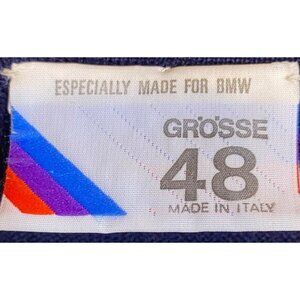 ESPECIALLY MADE FOR BMW
GRÖSSE
48
MADE IN ITALY